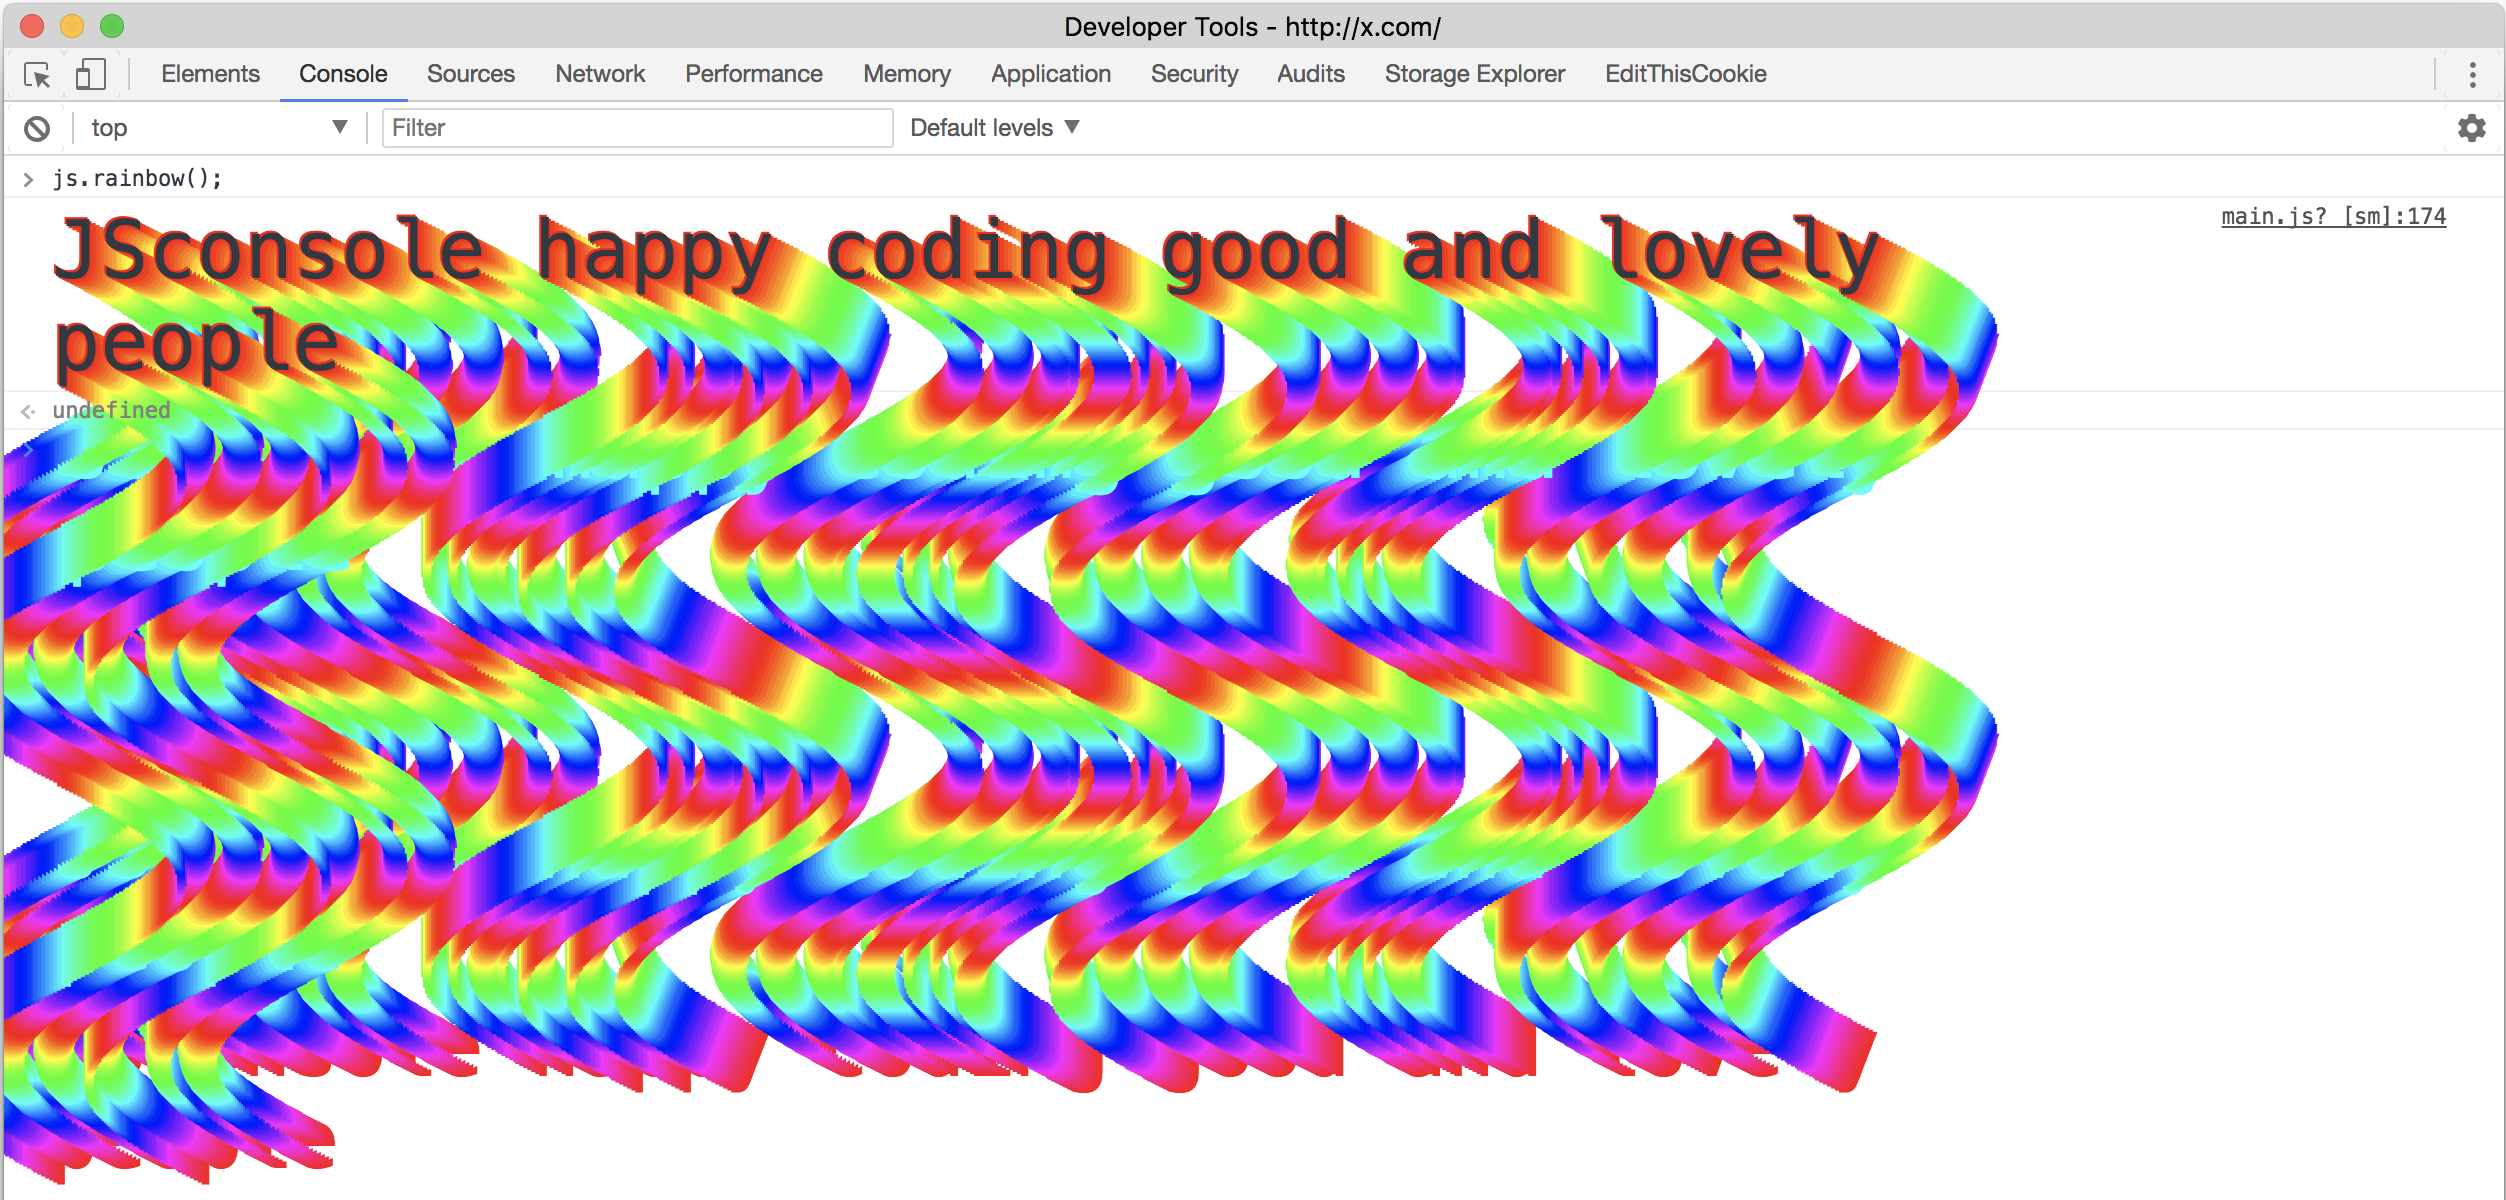 Developer Tools - http://x.com/
Elements Console Sources Network Performance Memory Application Security Audits Storage Explorer EditThisCookie
top Filter Default levels
js.rainbow();
main.js? [sm]:174
JSconsole happy coding good and lovely
people
undefined